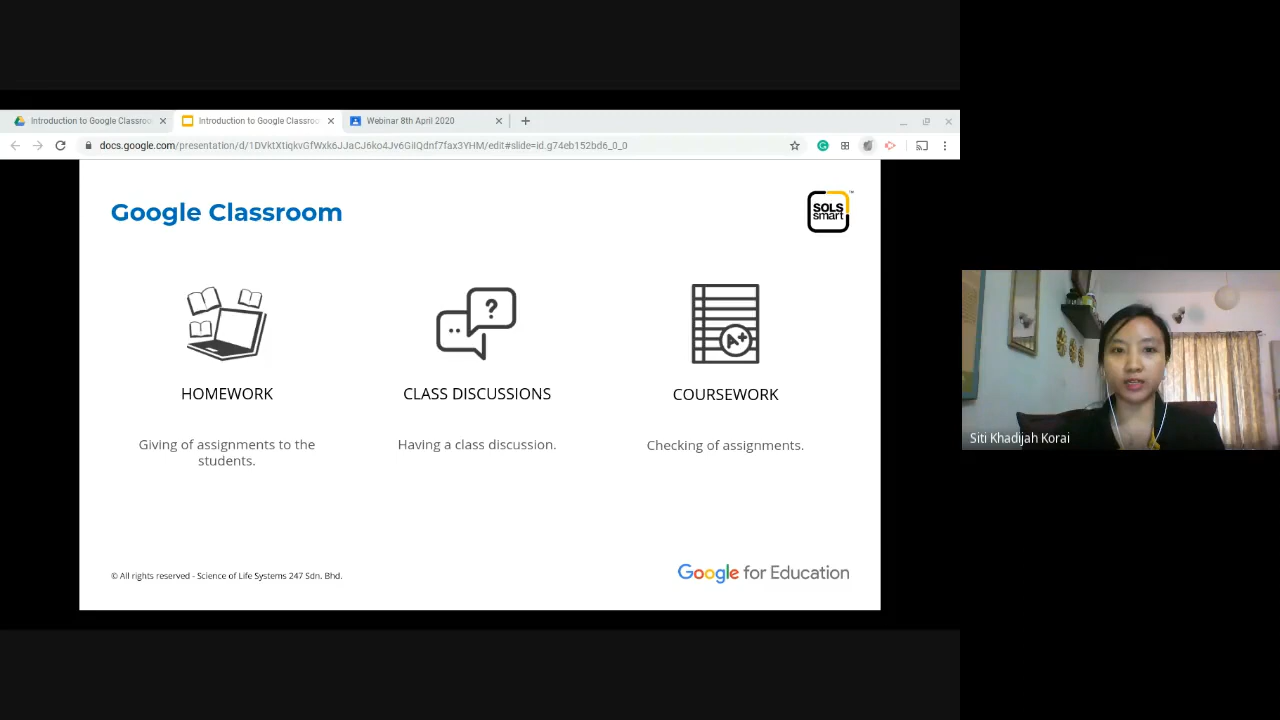 Introduction to Google Classroo
Introduction to Google Classroo
Webinar 8th April 2020
docs.google.com/presentation/d/1DVktXtiqkvGfWxk6JJaCJ6ko4Jv6GiIQdnf7fax3YHM/edit#slide=id.g74eb152bd6_0_0
Google Classroom
SOLS
smart
TM
?
A+
HOMEWORK
CLASS DISCUSSIONS
COURSEWORK
Giving of assignments to the
students.
Having a class discussion.
Checking of assignments.
© All rights reserved - Science of Life Systems 247 Sdn. Bhd.
Google for Education
Siti Khadijah Korai